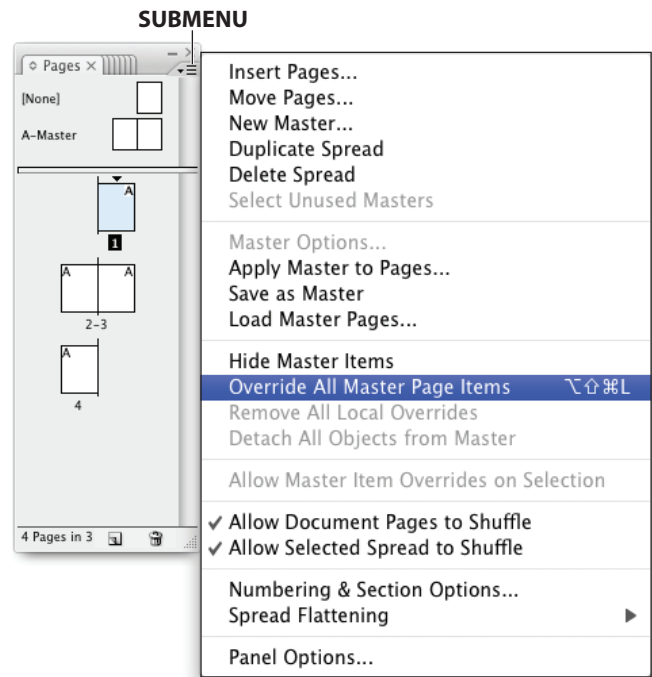 SUBMENU
Pages ×
[None]
A-Master
A
1
A A
2-3
A
4
4 Pages in 3
Insert Pages...
Move Pages...
New Master...
Duplicate Spread
Delete Spread
Select Unused Masters
Master Options...
Apply Master to Pages...
Save as Master
Load Master Pages...
Hide Master Items
Override All Master Page Items ⌥⇧⌘L
Remove All Local Overrides
Detach All Objects from Master
Allow Master Item Overrides on Selection
✓ Allow Document Pages to Shuffle
✓ Allow Selected Spread to Shuffle
Numbering & Section Options...
Spread Flattening
Panel Options...